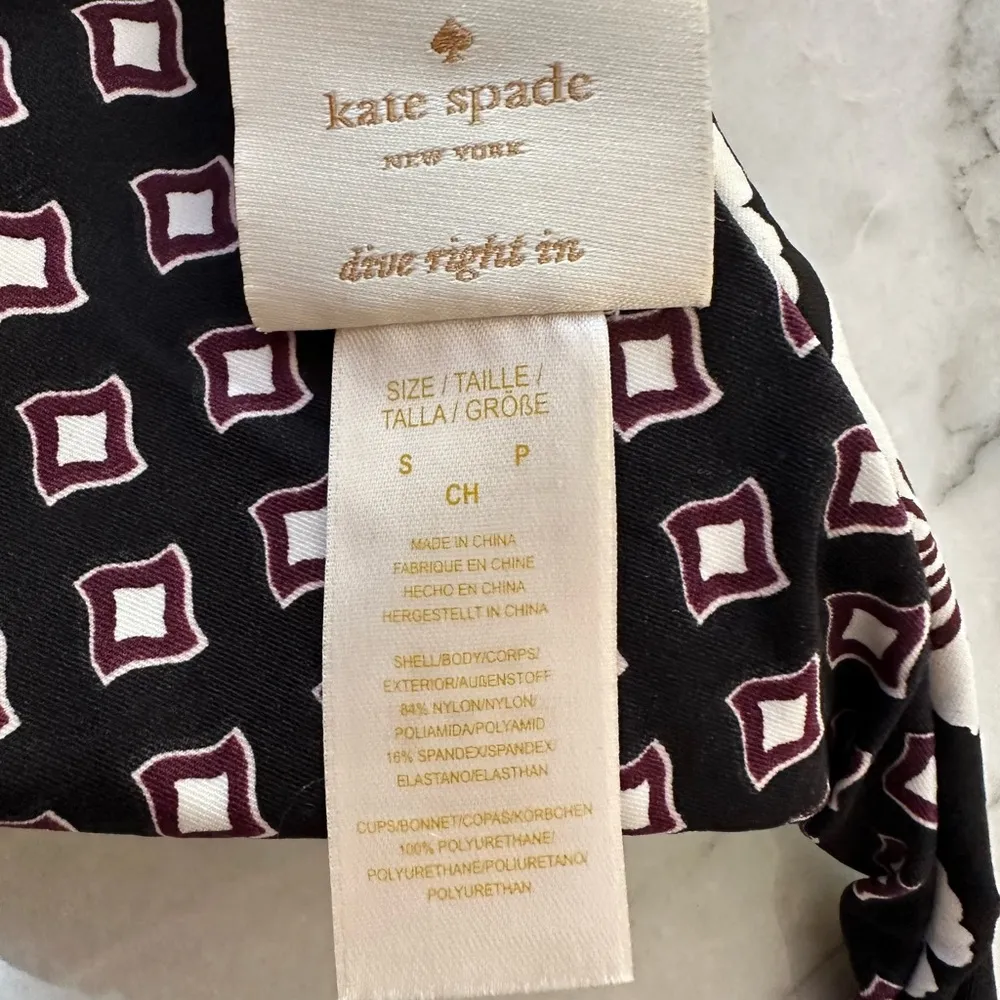 kate spade
NEW YORK
dive right in
SIZE / TAILLE /
TALLA / GRÖßE
S P
CH
MADE IN CHINA
FABRIQUE EN CHINE
HECHO EN CHINA
HERGESTELLT IN CHINA
SHELL/BODY/CORPS/
EXTERIOR/AUßENSTOFF
84% NYLON/NYLON/
POLIAMIDA/POLYAMID
16% SPANDEX/SPANDEX/
ELASTANO/ELASTHAN
CUPS/BONNET/COPAS/KÖRBCHEN
100% POLYURETHANE/
POLYURETHANE/POLIURETANO/
POLYURETHAN